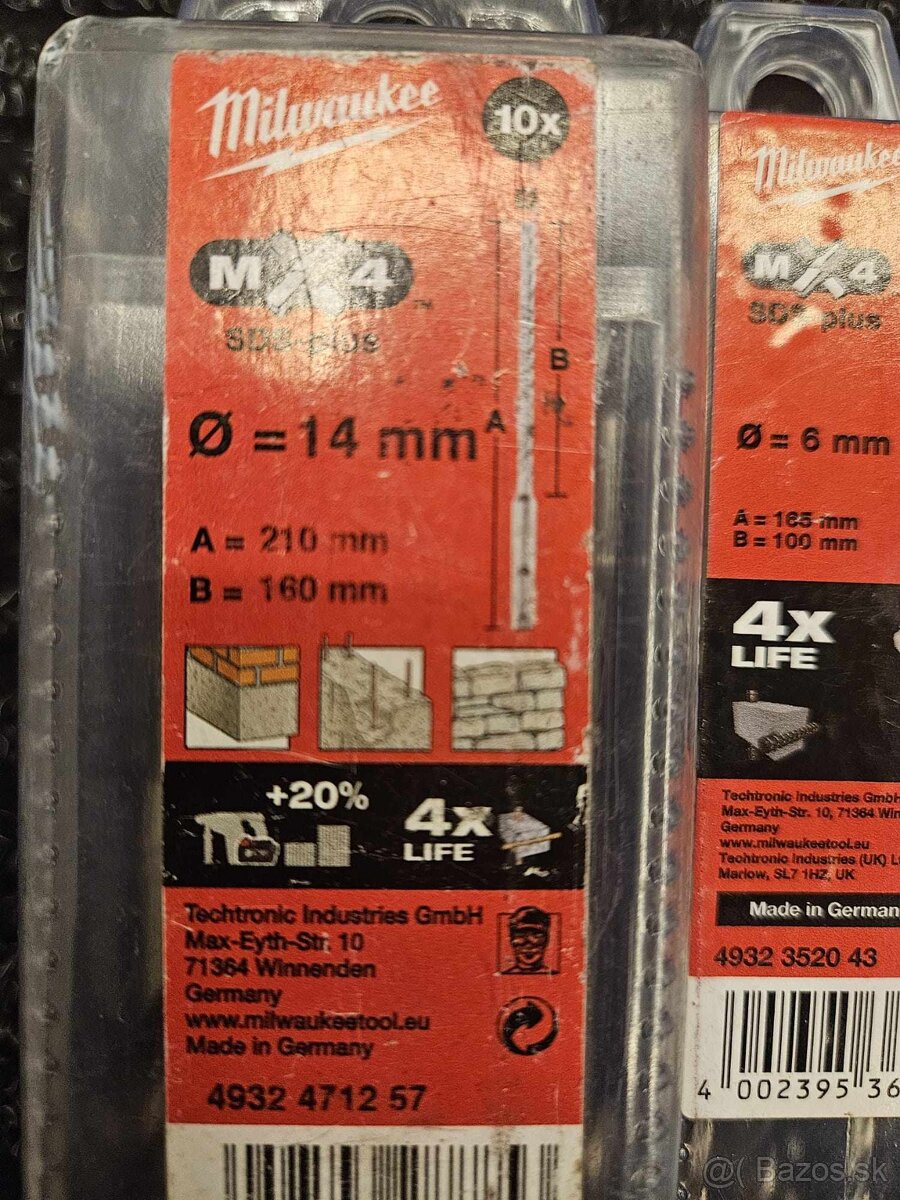 Milwaukee
10x
D
M 4™
SDS-plus
B
A
Ø = 14 mm
A = 210 mm
B = 160 mm
+20%
4x
LIFE
Techtronic Industries GmbH
Max-Eyth-Str. 10
71364 Winnenden
Germany
www.milwaukeetool.eu
Made in Germany
4932 4712 57
Milwaukee
M 4
SDS-plus
Ø = 6 mm
A = 165 mm
B = 100 mm
4x
LIFE
Techtronic Industries GmbH
Max-Eyth-Str. 10, 71364 Winn
Germany
www.milwaukeetool.eu
Techtronic Industries (UK)
Marlow, SL7 1HZ, UK
Made in German
4932 3520 43
4 002395 36
@( Bazos.sk